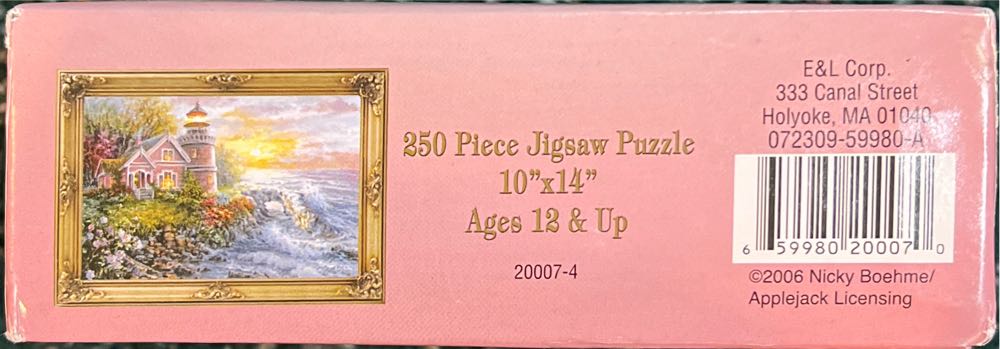 250 Piece Jigsaw Puzzle
10”x14”
Ages 12 & Up
20007-4
E&L Corp.
333 Canal Street
Holyoke, MA 01040
072309-59980-A
6 59980 20007 0
©2006 Nicky Boehme/
Applejack Licensing